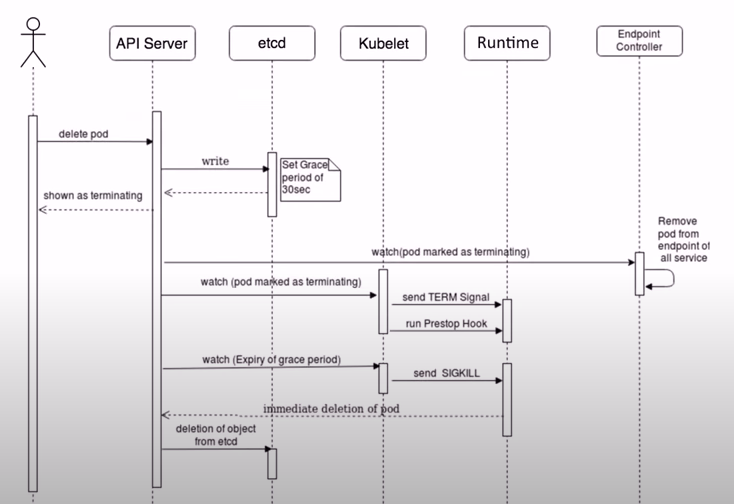 API Server
etcd
Kubelet
Runtime
Endpoint
Controller
delete pod
write
Set Grace
period of
30sec
shown as terminating
Remove
pod from
endpoint of
all service
watch(pod marked as terminating)
watch (pod marked as terminating)
send TERM Signal
run Prestop Hook
watch (Expiry of grace period)
send SIGKILL
immediate deletion of pod
deletion of object
from etcd